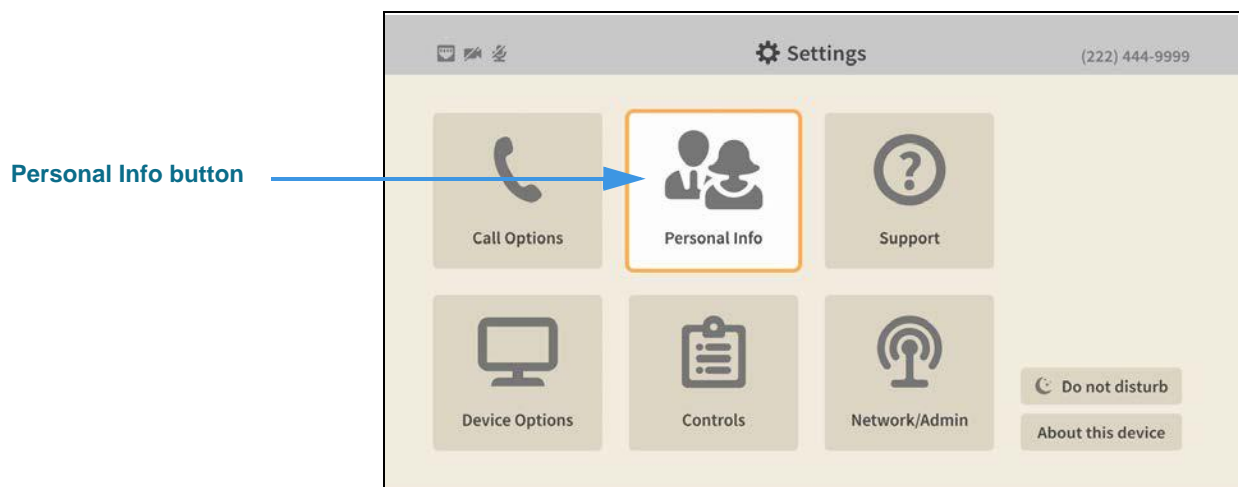 Settings
(222) 444-9999
Personal Info button
Call Options
Personal Info
Support
Device Options
Controls
Network/Admin
Do not disturb
About this device